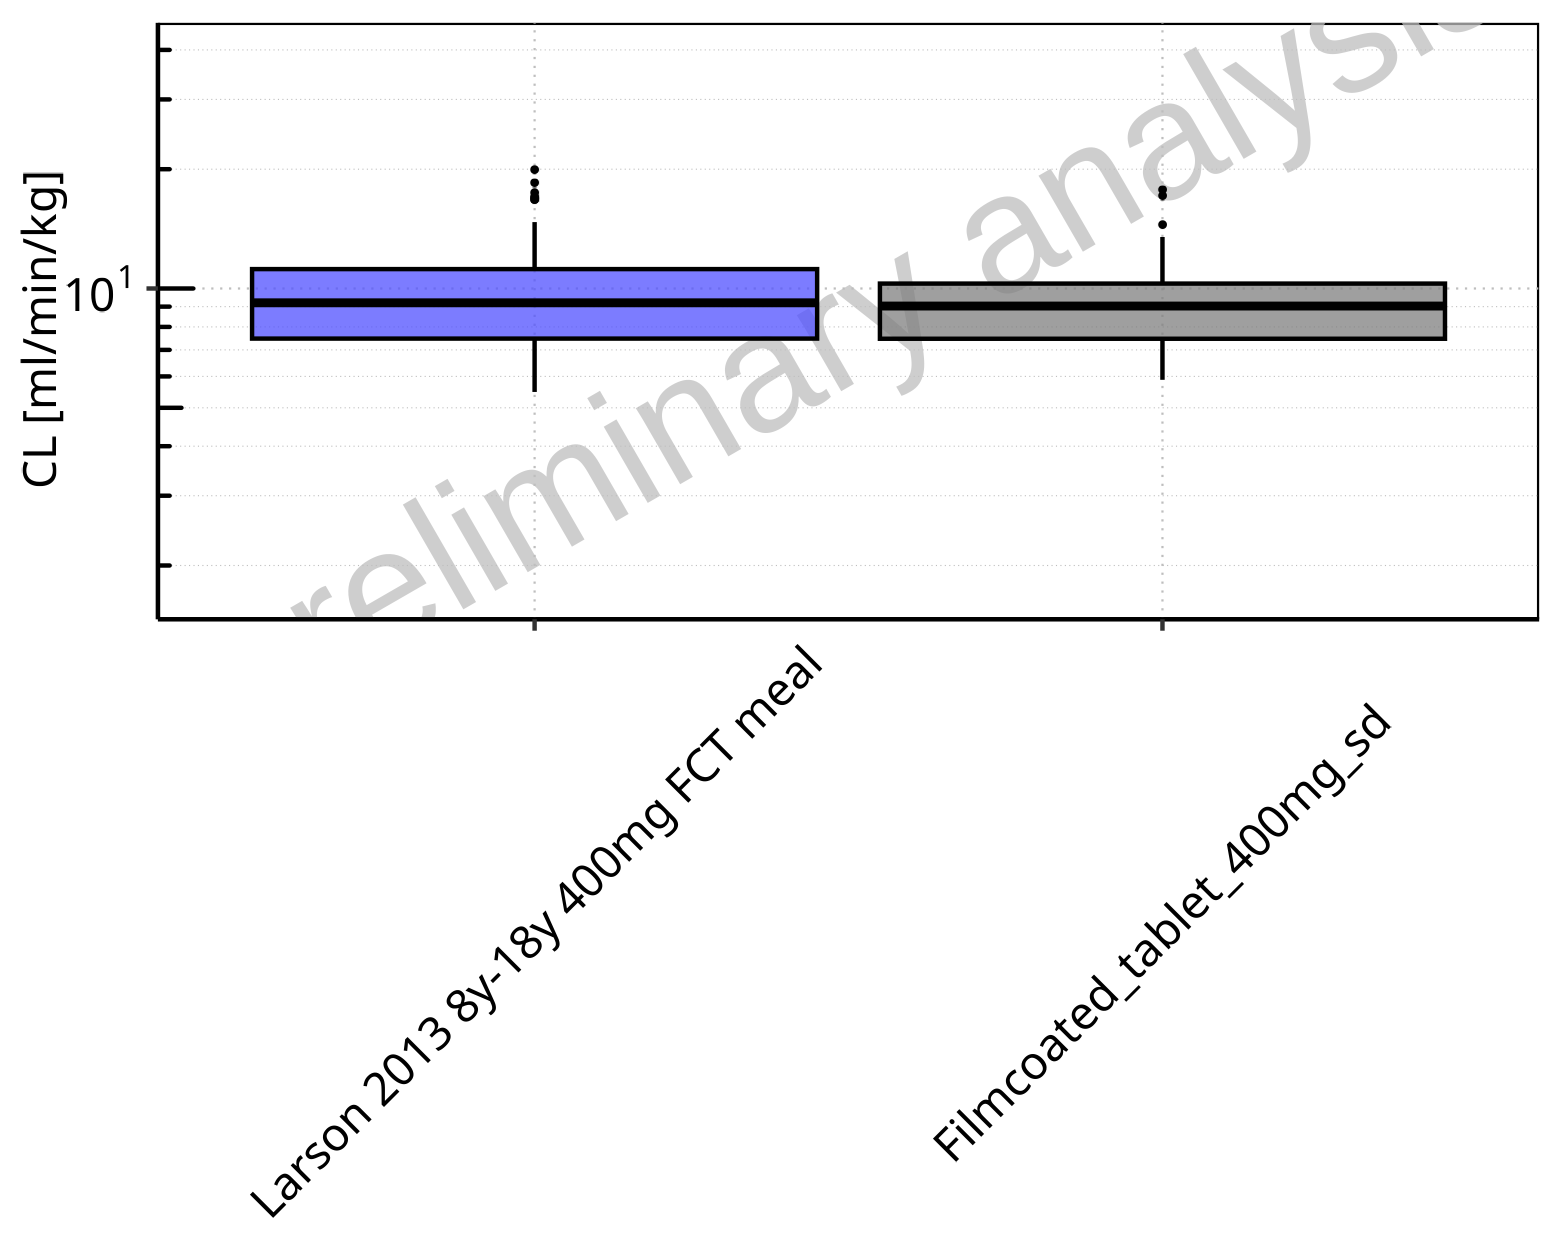 CL [ml/min/kg]
10¹
reliminary analysis
Larson 2013 8y-18y 400mg FCT meal
Filmcoated_tablet_400mg_sd